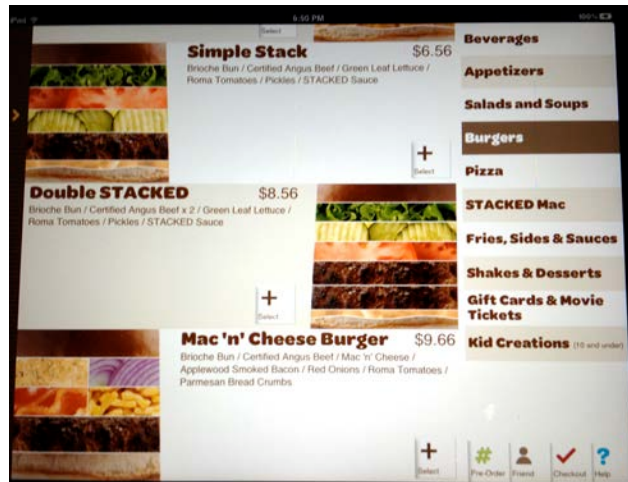 iPad
6:50 PM
100%
Select
Simple Stack $6.56
Brioche Bun / Certified Angus Beef / Green Leaf Lettuce /
Roma Tomatoes / Pickles / STACKED Sauce
Select
Double STACKED $8.56
Brioche Bun / Certified Angus Beef x 2 / Green Leaf Lettuce /
Roma Tomatoes / Pickles / STACKED Sauce
Select
Mac 'n' Cheese Burger $9.66
Brioche Bun / Certified Angus Beef / Mac 'n' Cheese /
Applewood Smoked Bacon / Red Onions / Roma Tomatoes /
Parmesan Bread Crumbs
Select
Beverages
Appetizers
Salads and Soups
Burgers
Pizza
STACKED Mac
Fries, Sides & Sauces
Shakes & Desserts
Gift Cards & Movie
Tickets
Kid Creations (10 and under)
Pre-Order Friend Checkout Help